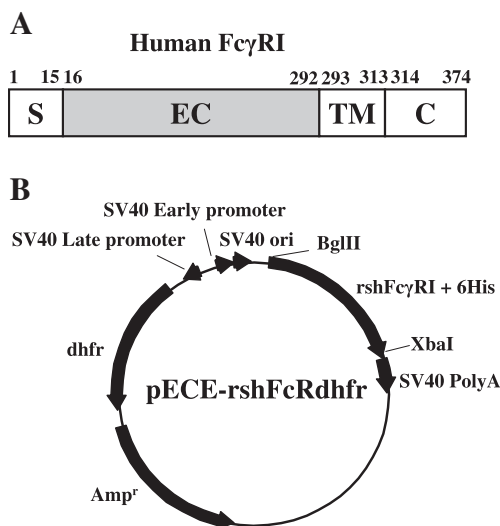 A
Human FcγRI
1 15 16 292 293 313 314 374
S EC TM C
B
SV40 Early promoter
SV40 Late promoter
SV40 ori
BglII
rshFcγRI + 6His
dhfr
XbaI
SV40 PolyA
pECE-rshFcRdhfr
Ampʳ